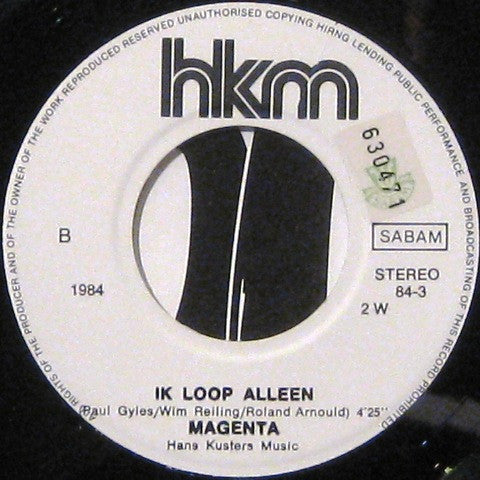 ALL RIGHTS OF THE PRODUCER AND OF THE OWNER OF THE WORK REPRODUCED RESERVED UNAUTHORISED COPYING HIRNG LENDING PUBLIC PERFORMANCE AND BROADCASTING OF THIS RECORD PROHIBITED
hkm
630471
B
SABAM
1984
STEREO
84-3
2 W
IK LOOP ALLEEN
(Paul Gyles/Wim Reiling/Roland Arnould) 4'25"
MAGENTA
Hans Kusters Music